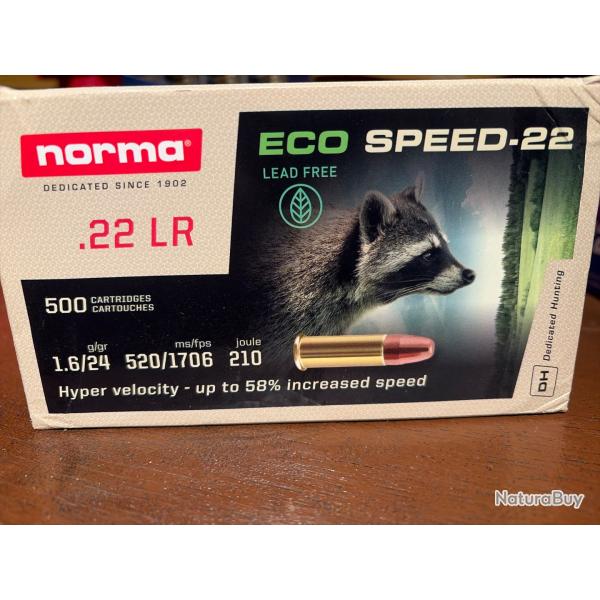 norma®
DEDICATED SINCE 1902
.22 LR
ECO SPEED-22
LEAD FREE
500 CARTRIDGES
CARTOUCHES
g/gr ms/fps joule
1.6/24 520/1706 210
Hyper velocity - up to 58% increased speed
DH Dedicated Hunting
NaturaBuy